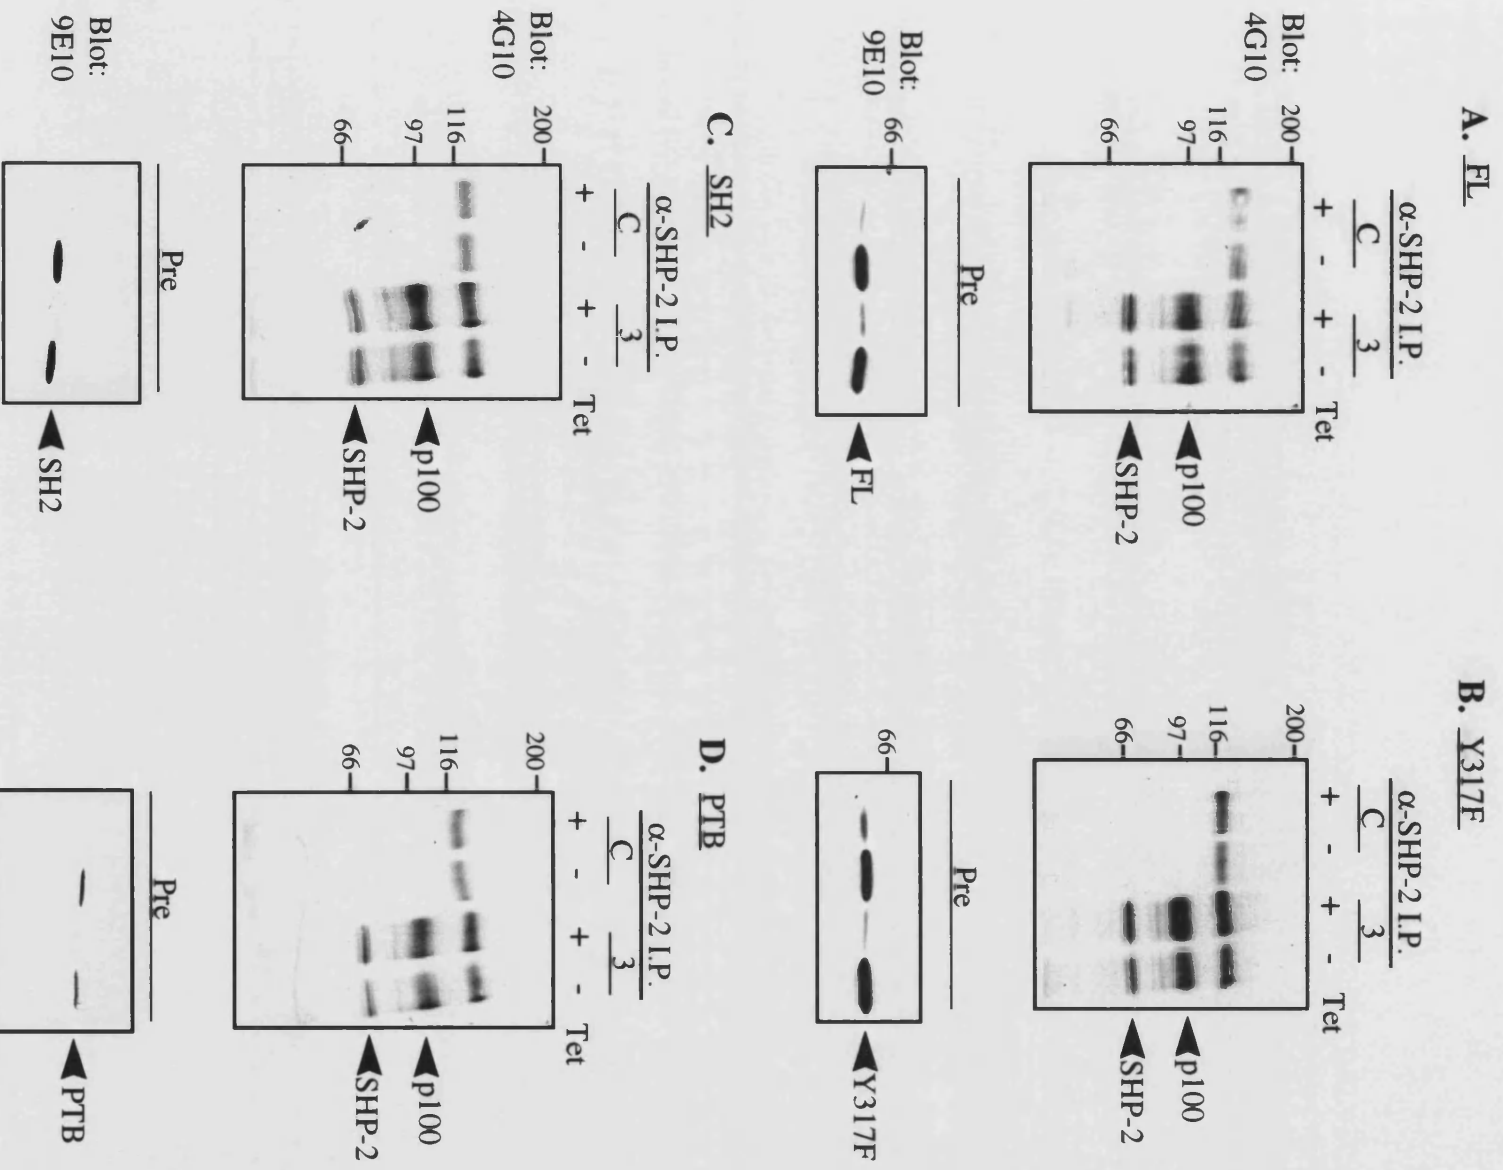 A. FL
α-SHP-2 I.P.
C 3
+ - + - Tet
Blot:
4G10
200
116
97
66
p100
SHP-2
Pre
Blot:
9E10
66
FL
B. Y317F
α-SHP-2 I.P.
C 3
+ - + - Tet
200
116
97
66
p100
SHP-2
Pre
66
Y317F
C. SH2
α-SHP-2 I.P.
C 3
+ - + - Tet
Blot:
4G10
200
116
97
66
p100
SHP-2
Pre
Blot:
9E10
SH2
D. PTB
α-SHP-2 I.P.
C 3
+ - + - Tet
200
116
97
66
p100
SHP-2
Pre
PTB